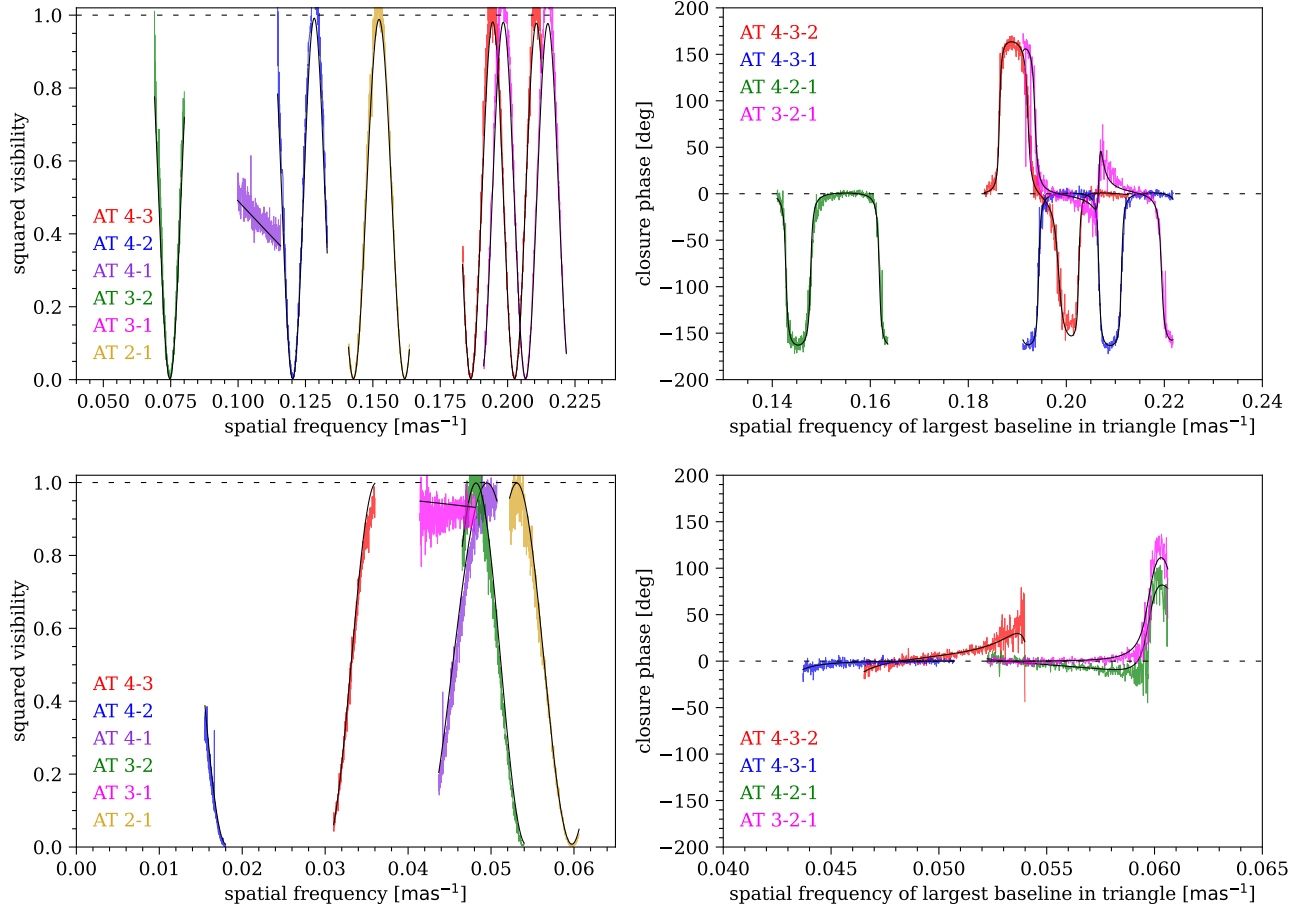 200
150
100
50
0
−50
−100
−150
−200
closure phase [deg]
1.0
0.8
0.6
0.4
0.2
0.0
squared visibility
AT 4-3
AT 4-2
AT 4-1
AT 3-2
AT 3-1
AT 2-1
AT 4-3-2
AT 4-3-1
AT 4-2-1
AT 3-2-1
0.050 0.075 0.100 0.125 0.150 0.175 0.200 0.225
spatial frequency [mas⁻¹]
0.14 0.16 0.18 0.20 0.22 0.24
spatial frequency of largest baseline in triangle [mas⁻¹]
1.0
0.8
0.6
0.4
0.2
0.0
squared visibility
AT 4-3
AT 4-2
AT 4-1
AT 3-2
AT 3-1
AT 2-1
0.00 0.01 0.02 0.03 0.04 0.05 0.06
spatial frequency [mas⁻¹]
200
150
100
50
0
−50
−100
−150
−200
closure phase [deg]
AT 4-3-2
AT 4-3-1
AT 4-2-1
AT 3-2-1
0.040 0.045 0.050 0.055 0.060 0.065
spatial frequency of largest baseline in triangle [mas⁻¹]